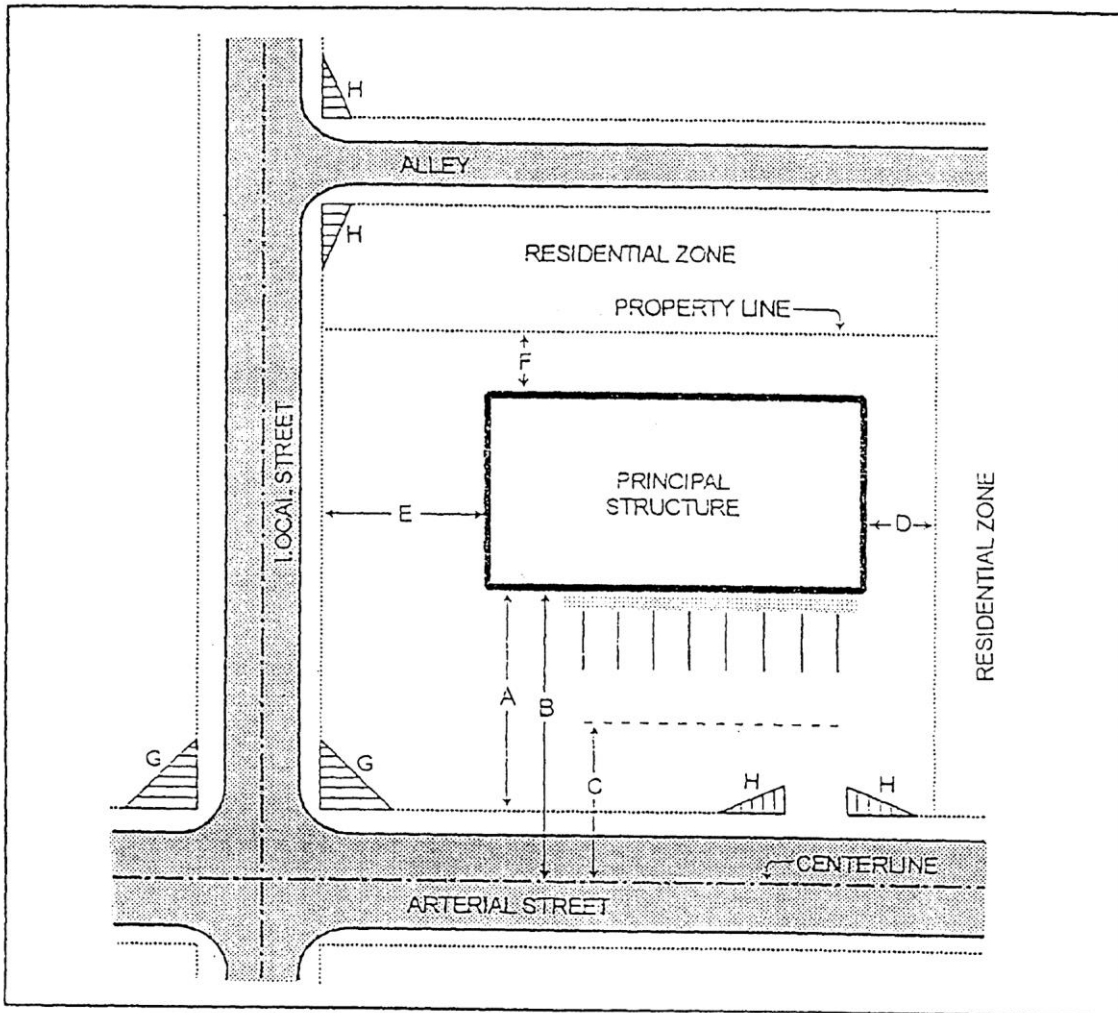 H
ALLEY
H
RESIDENTIAL ZONE
PROPERTY LINE
F
LOCAL STREET
PRINCIPAL
STRUCTURE
E
D
RESIDENTIAL ZONE
A
B
C
G
G
H
H
CENTERLINE
ARTERIAL STREET